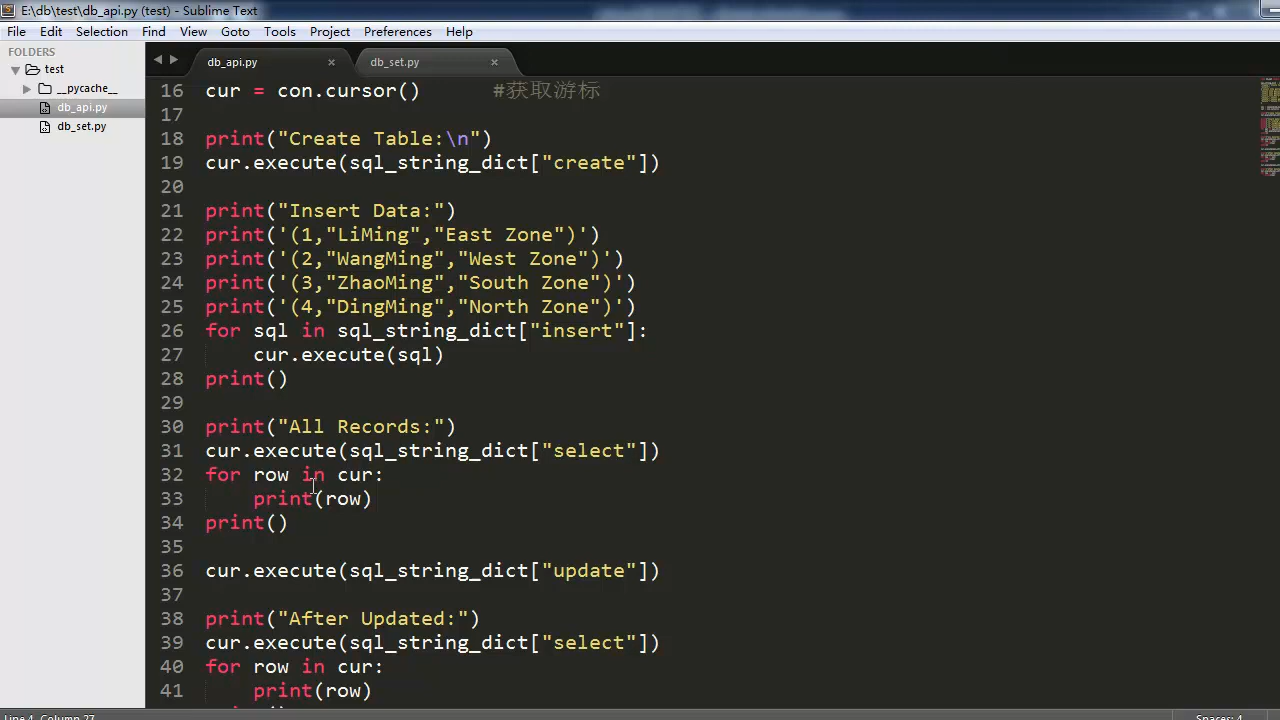 E:\db\test\db_api.py (test) - Sublime Text
File Edit Selection Find View Goto Tools Project Preferences Help
FOLDERS
test
__pycache__
db_api.py
db_set.py
db_api.py × db_set.py ×
16 cur = con.cursor() #获取游标
17
18 print("Create Table:\n")
19 cur.execute(sql_string_dict["create"])
20
21 print("Insert Data:")
22 print('(1,"LiMing","East Zone")')
23 print('(2,"WangMing","West Zone")')
24 print('(3,"ZhaoMing","South Zone")')
25 print('(4,"DingMing","North Zone")')
26 for sql in sql_string_dict["insert"]:
27     cur.execute(sql)
28 print()
29
30 print("All Records:")
31 cur.execute(sql_string_dict["select"])
32 for row in cur:
33     print(row)
34 print()
35
36 cur.execute(sql_string_dict["update"])
37
38 print("After Updated:")
39 cur.execute(sql_string_dict["select"])
40 for row in cur:
41     print(row)
Line 4, Column 27 Spaces: 4